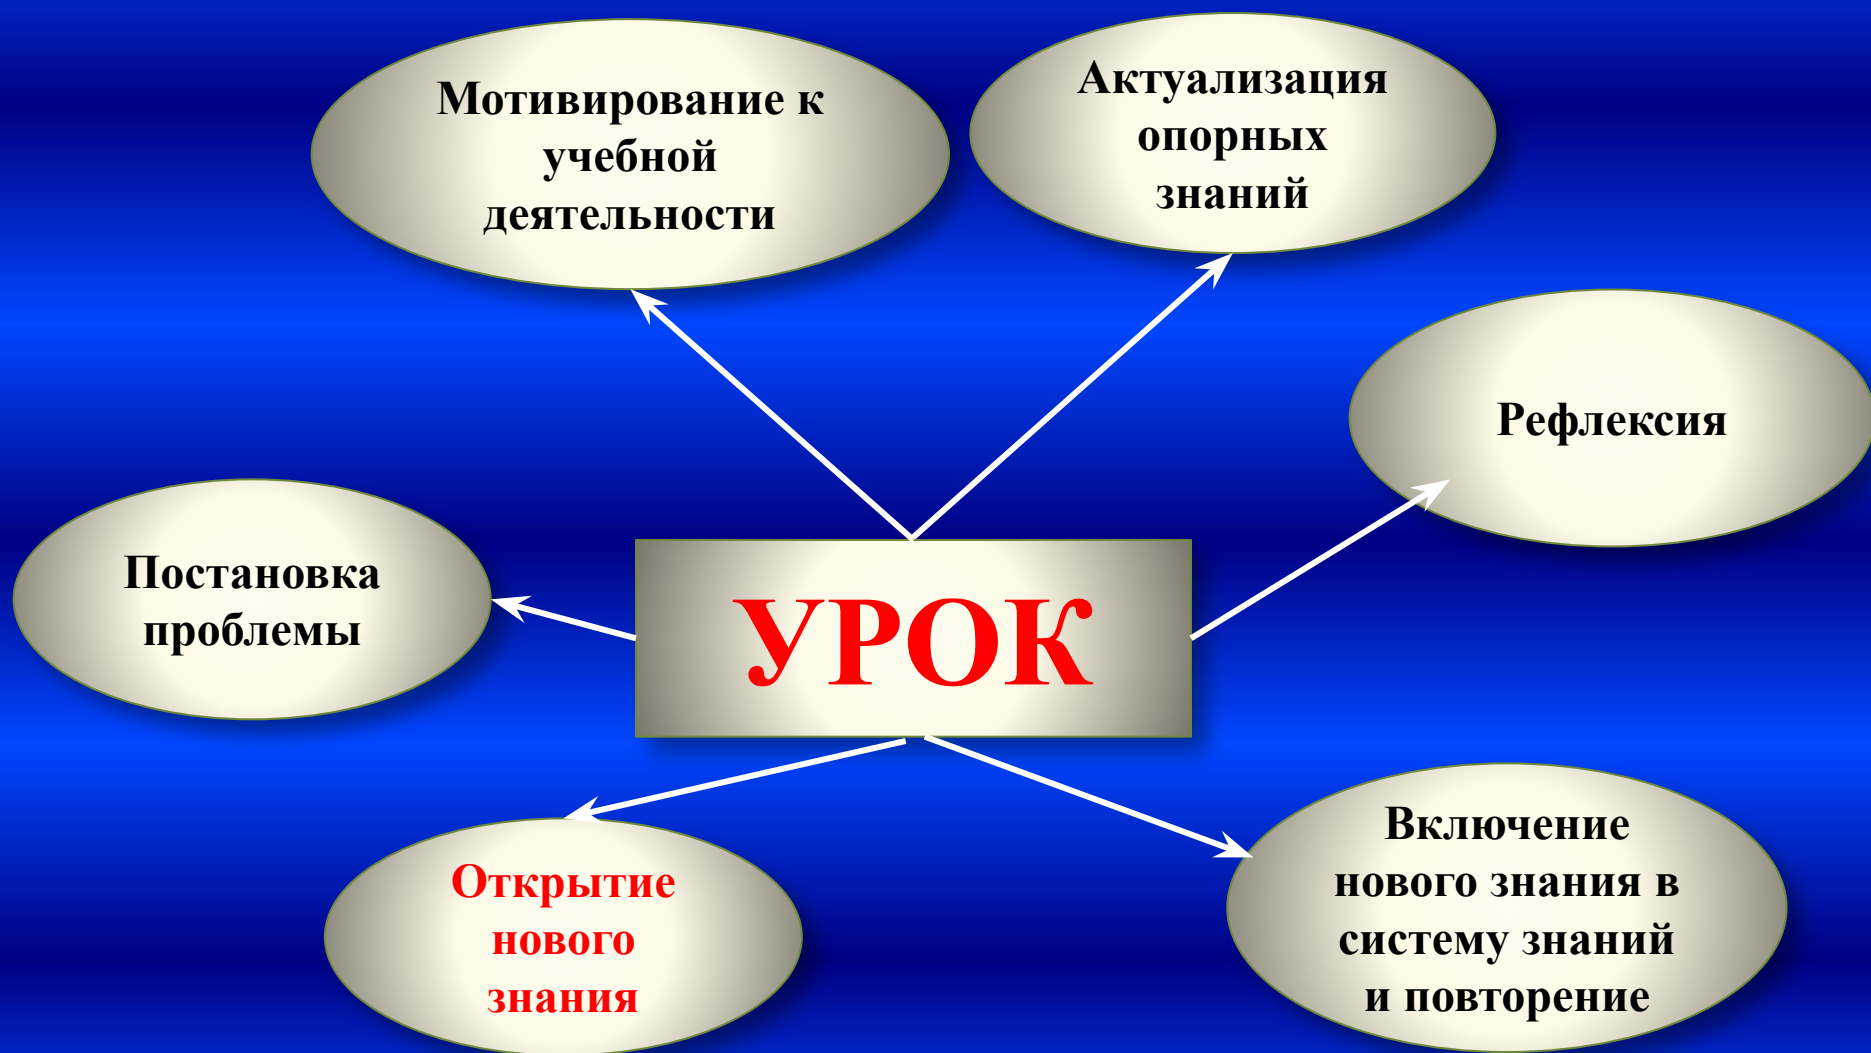 Мотивирование к
учебной
деятельности
Актуализация
опорных
знаний
Рефлексия
Постановка
проблемы
УРОК
Открытие
нового
знания
Включение
нового знания в
систему знаний
и повторение